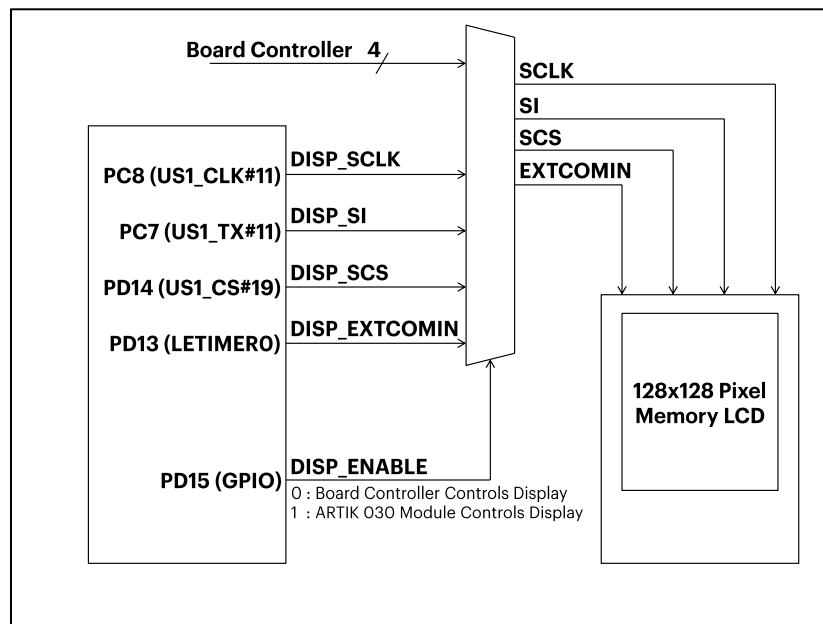 Board Controller 4
SCLK
SI
SCS
EXTCOMIN
PC8 (US1_CLK#11)
DISP_SCLK
PC7 (US1_TX#11)
DISP_SI
PD14 (US1_CS#19)
DISP_SCS
PD13 (LETIMER0)
DISP_EXTCOMIN
128x128 Pixel
Memory LCD
PD15 (GPIO)
DISP_ENABLE
0 : Board Controller Controls Display
1 : ARTIK 030 Module Controls Display